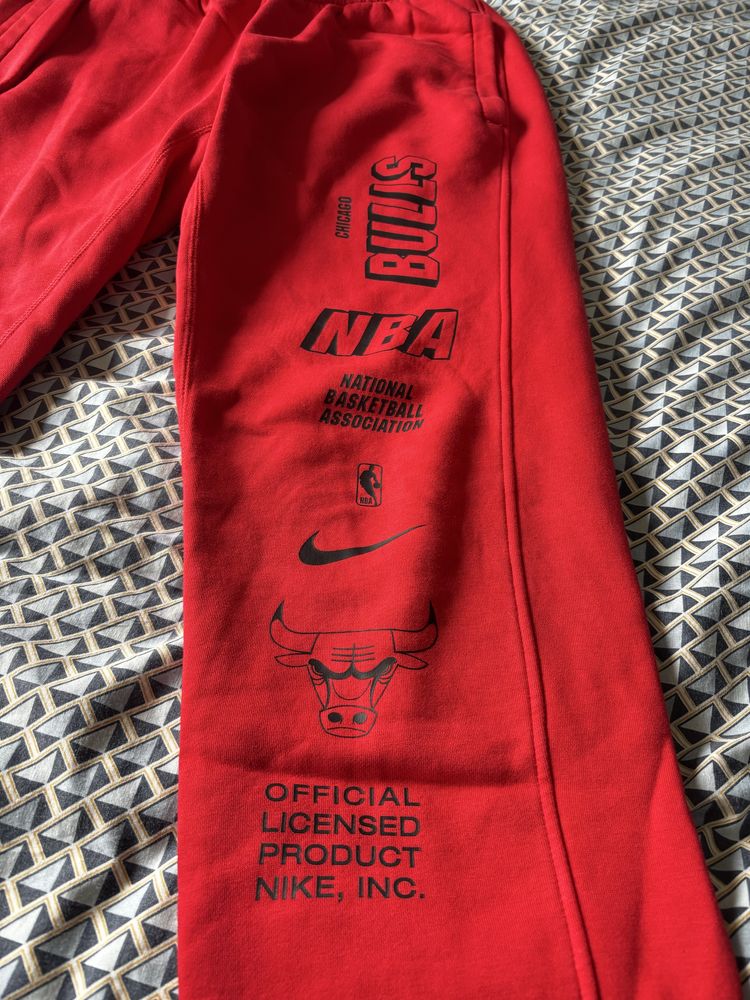 CHICAGO
BULLS
NBA
NATIONAL
BASKETBALL
ASSOCIATION
NBA
OFFICIAL
LICENSED
PRODUCT
NIKE, INC.